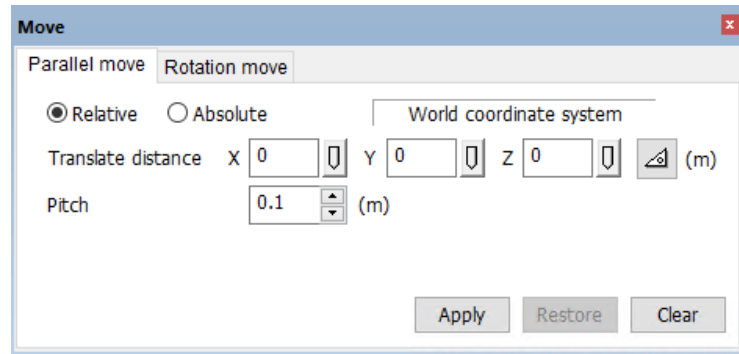 Move
Parallel move Rotation move
Relative Absolute World coordinate system
Translate distance X 0 Y 0 Z 0 (m)
Pitch 0.1 (m)
Apply Restore Clear